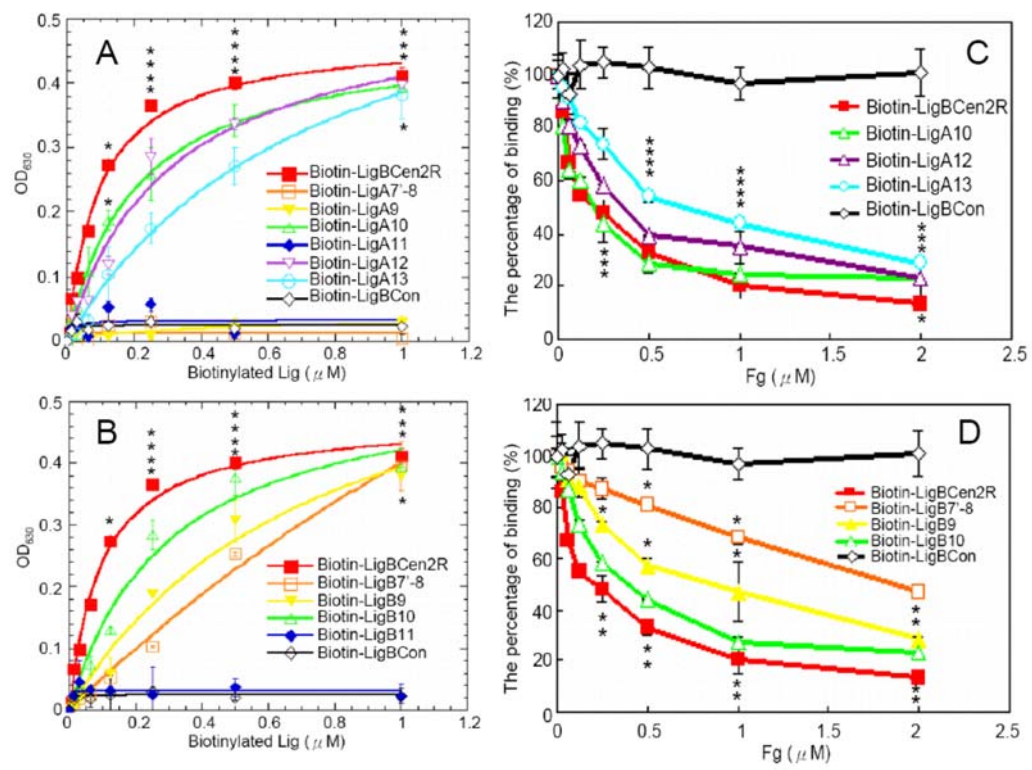 A
OD630
0.5
0.4
0.3
0.2
0.1
0
Biotin-LigBCen2R
Biotin-LigA7'-8
Biotin-LigA9
Biotin-LigA10
Biotin-LigA11
Biotin-LigA12
Biotin-LigA13
Biotin-LigBCon
0 0.2 0.4 0.6 0.8 1 1.2
Biotinylated Lig (μM)
C
The percentage of binding (%)
120
100
80
60
40
20
0
Biotin-LigBCen2R
Biotin-LigA10
Biotin-LigA12
Biotin-LigA13
Biotin-LigBCon
0 0.5 1 1.5 2 2.5
Fg (μM)
B
OD630
0.5
0.4
0.3
0.2
0.1
0
Biotin-LigBCen2R
Biotin-LigB7'-8
Biotin-LigB9
Biotin-LigB10
Biotin-LigB11
Biotin-LigBCon
0 0.2 0.4 0.6 0.8 1 1.2
Biotinylated Lig (μM)
D
The percentage of binding (%)
120
100
80
60
40
20
0
Biotin-LigBCen2R
Biotin-LigB7'-8
Biotin-LigB9
Biotin-LigB10
Biotin-LigBCon
0 0.5 1 1.5 2 2.5
Fg (μM)